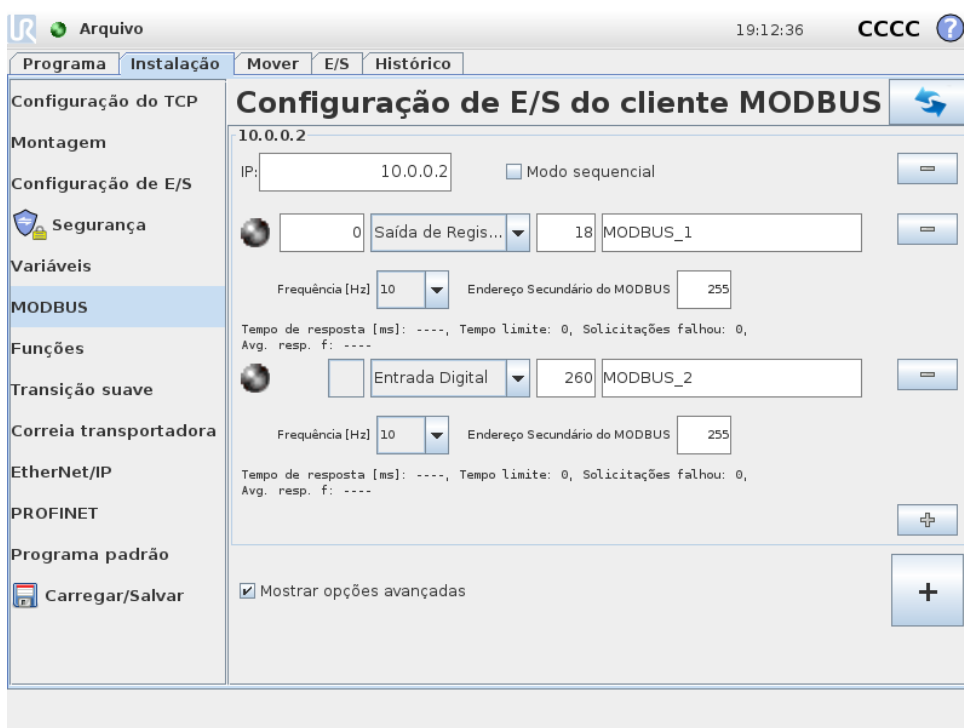 UR Arquivo 19:12:36 CCCC ?
Programa Instalação Mover E/S Histórico
Configuração do TCP
Montagem
Configuração de E/S
Segurança
Variáveis
MODBUS
Funções
Transição suave
Correia transportadora
EtherNet/IP
PROFINET
Programa padrão
Carregar/Salvar
Configuração de E/S do cliente MODBUS
10.0.0.2
IP: 10.0.0.2 Modo sequencial
0 Saída de Regis... 18 MODBUS_1
Frequência [Hz] 10 Endereço Secundário do MODBUS 255
Tempo de resposta [ms]: ----, Tempo limite: 0, Solicitações falhou: 0,
Avg. resp. f: ----
Entrada Digital 260 MODBUS_2
Frequência [Hz] 10 Endereço Secundário do MODBUS 255
Tempo de resposta [ms]: ----, Tempo limite: 0, Solicitações falhou: 0,
Avg. resp. f: ----
Mostrar opções avançadas